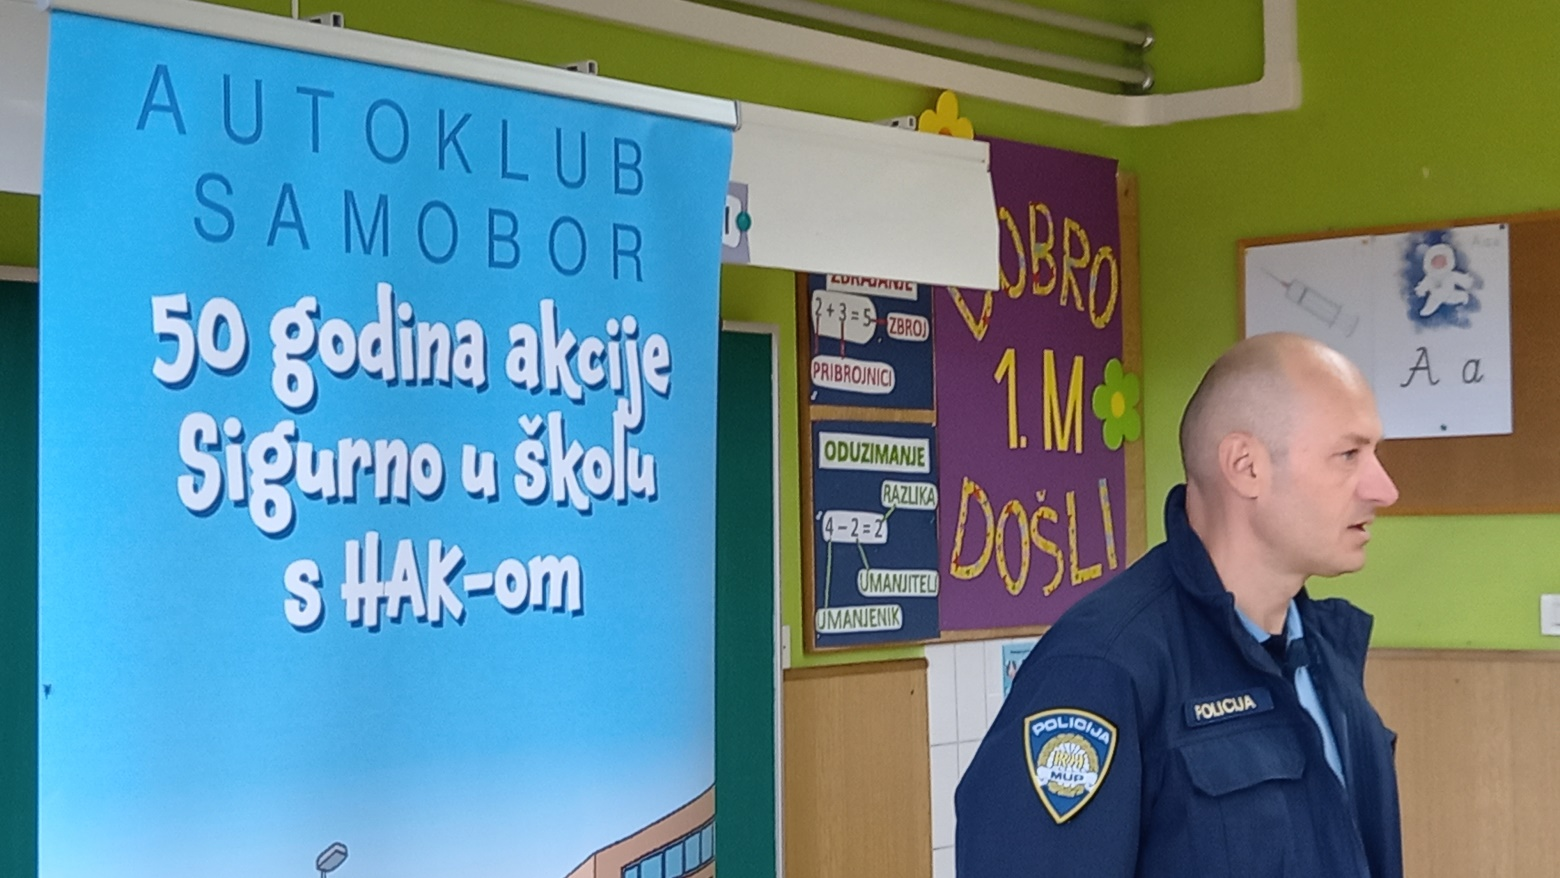 AUTOKLUB
SAMOBOR
50 godina akcije
Sigurno u školu
s HAK-om
ZBRAJANJE
2 + 3 = 5
ZBROJ
PRIBROJNICI
ODUZIMANJE
RAZLIKA
4 − 2 = 2
UMANJITELJ
UMANJENIK
DOBRO
1. M
DOŠLI
A a
POLICIJA
POLICIJA
MUP